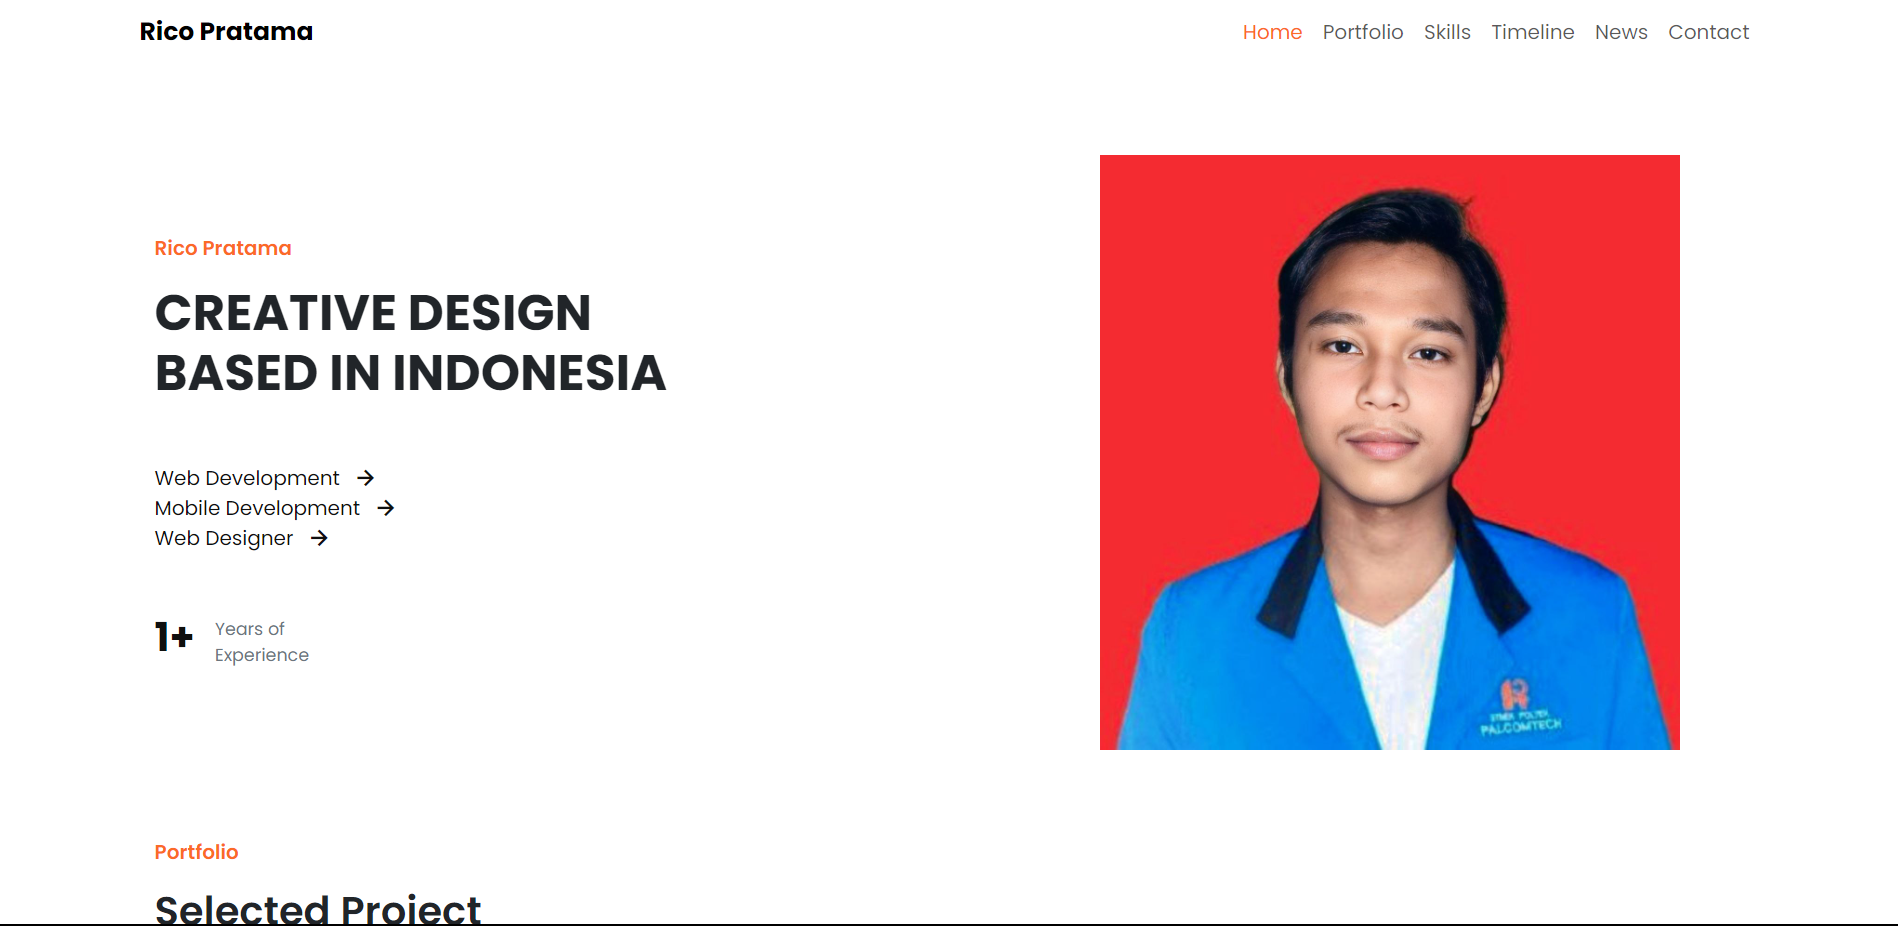 Rico Pratama
Home Portfolio Skills Timeline News Contact
Rico Pratama
CREATIVE DESIGN
BASED IN INDONESIA
Web Development
Mobile Development
Web Designer
1+ Years of
Experience
STMIK POLTEK
PALCOMTECH
Portfolio
Selected Project